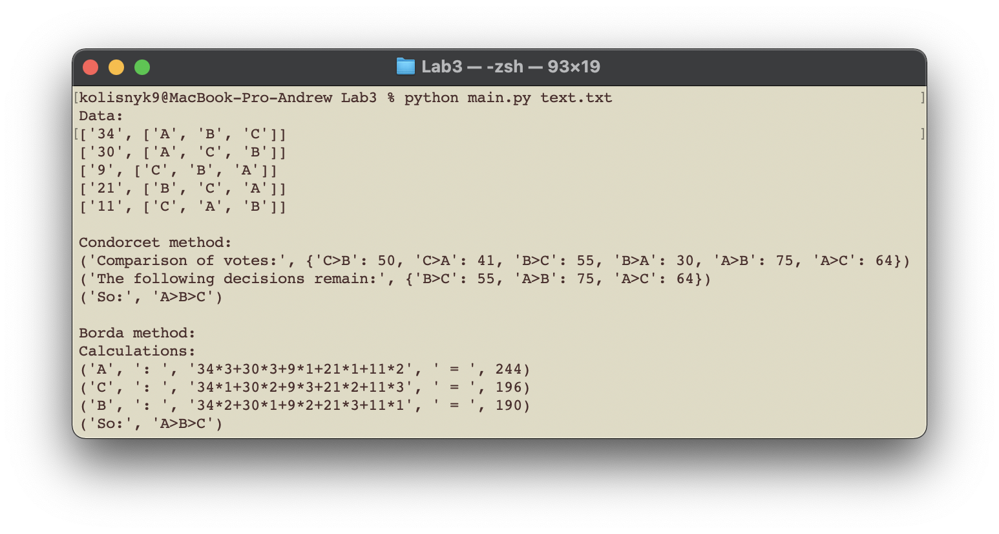 Lab3 — -zsh — 93×19
[kolisnyk9@MacBook-Pro-Andrew Lab3 % python main.py text.txt ]
Data:
[['34', ['A', 'B', 'C']] ]
['30', ['A', 'C', 'B']]
['9', ['C', 'B', 'A']]
['21', ['B', 'C', 'A']]
['11', ['C', 'A', 'B']]
Condorcet method:
('Comparison of votes:', {'C>B': 50, 'C>A': 41, 'B>C': 55, 'B>A': 30, 'A>B': 75, 'A>C': 64})
('The following decisions remain:', {'B>C': 55, 'A>B': 75, 'A>C': 64})
('So:', 'A>B>C')
Borda method:
Calculations:
('A', ': ', '34*3+30*3+9*1+21*1+11*2', ' = ', 244)
('C', ': ', '34*1+30*2+9*3+21*2+11*3', ' = ', 196)
('B', ': ', '34*2+30*1+9*2+21*3+11*1', ' = ', 190)
('So:', 'A>B>C')